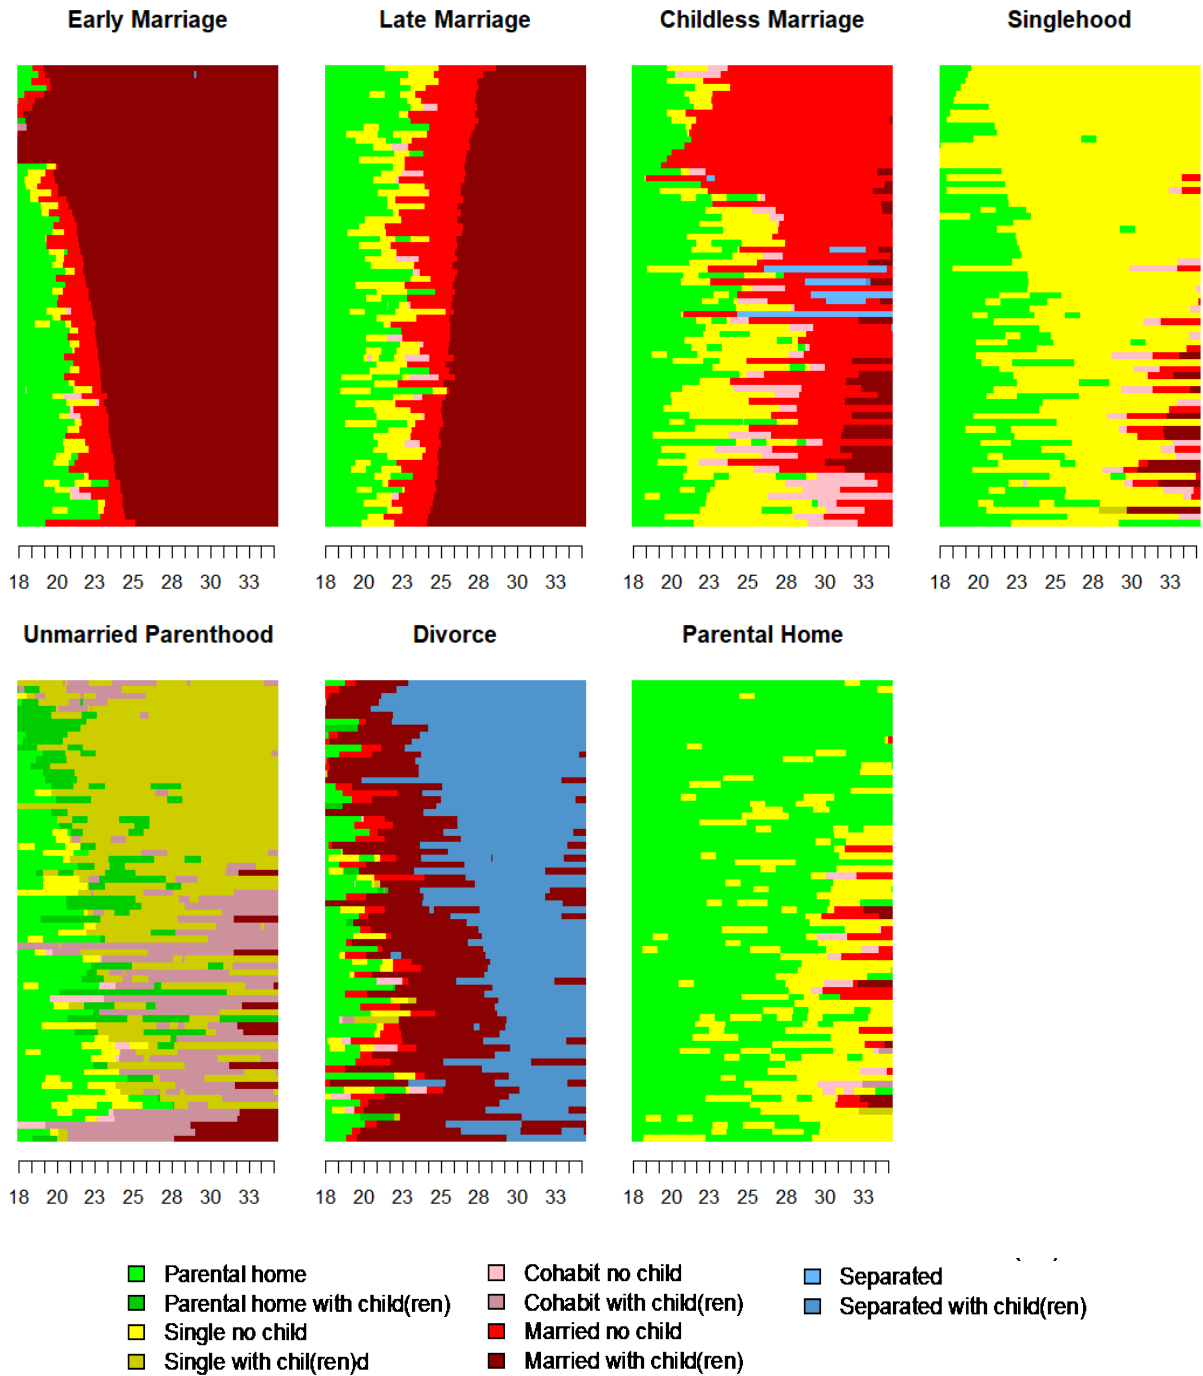 Early Marriage
Late Marriage
Childless Marriage
Singlehood
18 20 23 25 28 30 33
18 20 23 25 28 30 33
18 20 23 25 28 30 33
18 20 23 25 28 30 33
Unmarried Parenthood
Divorce
Parental Home
18 20 23 25 28 30 33
18 20 23 25 28 30 33
18 20 23 25 28 30 33
Parental home
Parental home with child(ren)
Single no child
Single with chil(ren)d
Cohabit no child
Cohabit with child(ren)
Married no child
Married with child(ren)
Separated
Separated with child(ren)